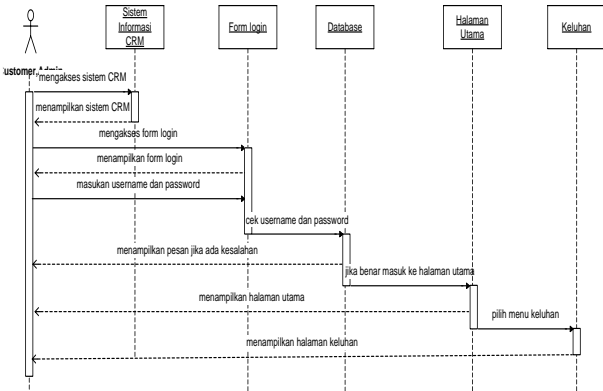 Sistem
Informasi
CRM
Form login
Database
Halaman
Utama
Keluhan
mengakses sistem CRM
menampilkan sistem CRM
mengakses form login
menampilkan form login
masukan username dan password
cek username dan password
menampilkan pesan jika ada kesalahan
jika benar masuk ke halaman utama
menampilkan halaman utama
pilih menu keluhan
menampilkan halaman keluhan